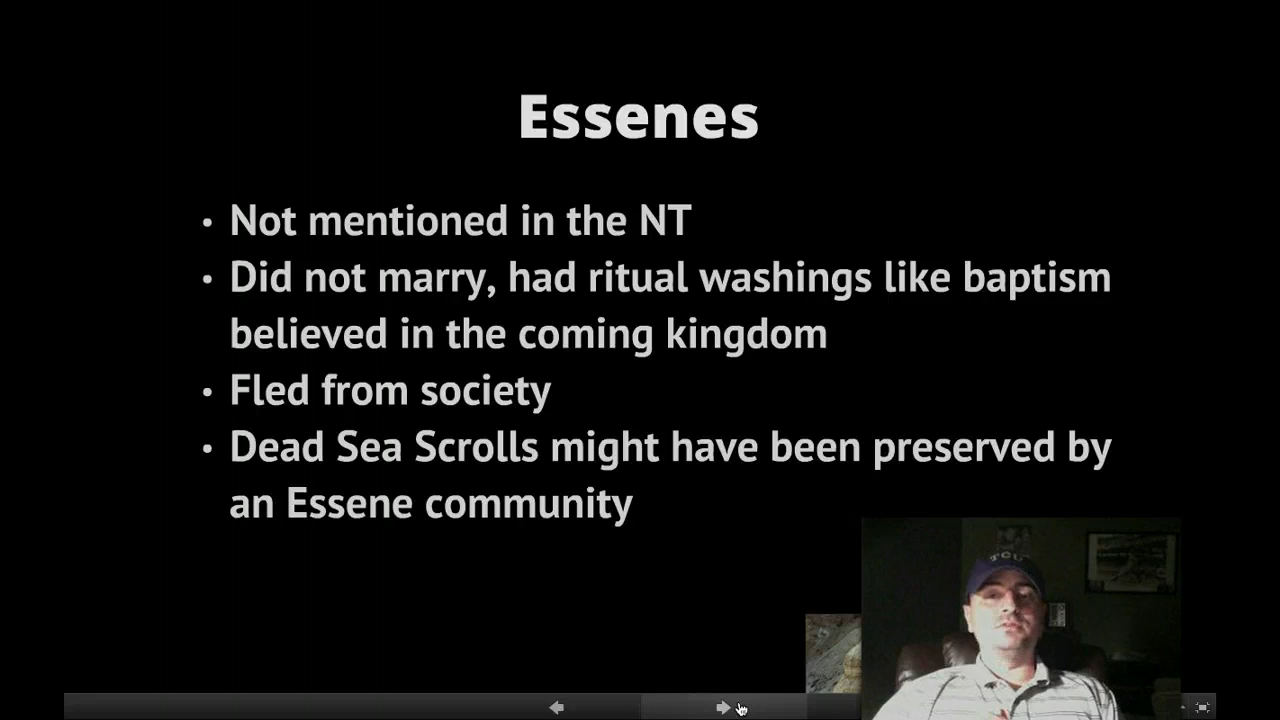 Essenes
• Not mentioned in the NT
• Did not marry, had ritual washings like baptism
believed in the coming kingdom
• Fled from society
• Dead Sea Scrolls might have been preserved by
an Essene community
TCU